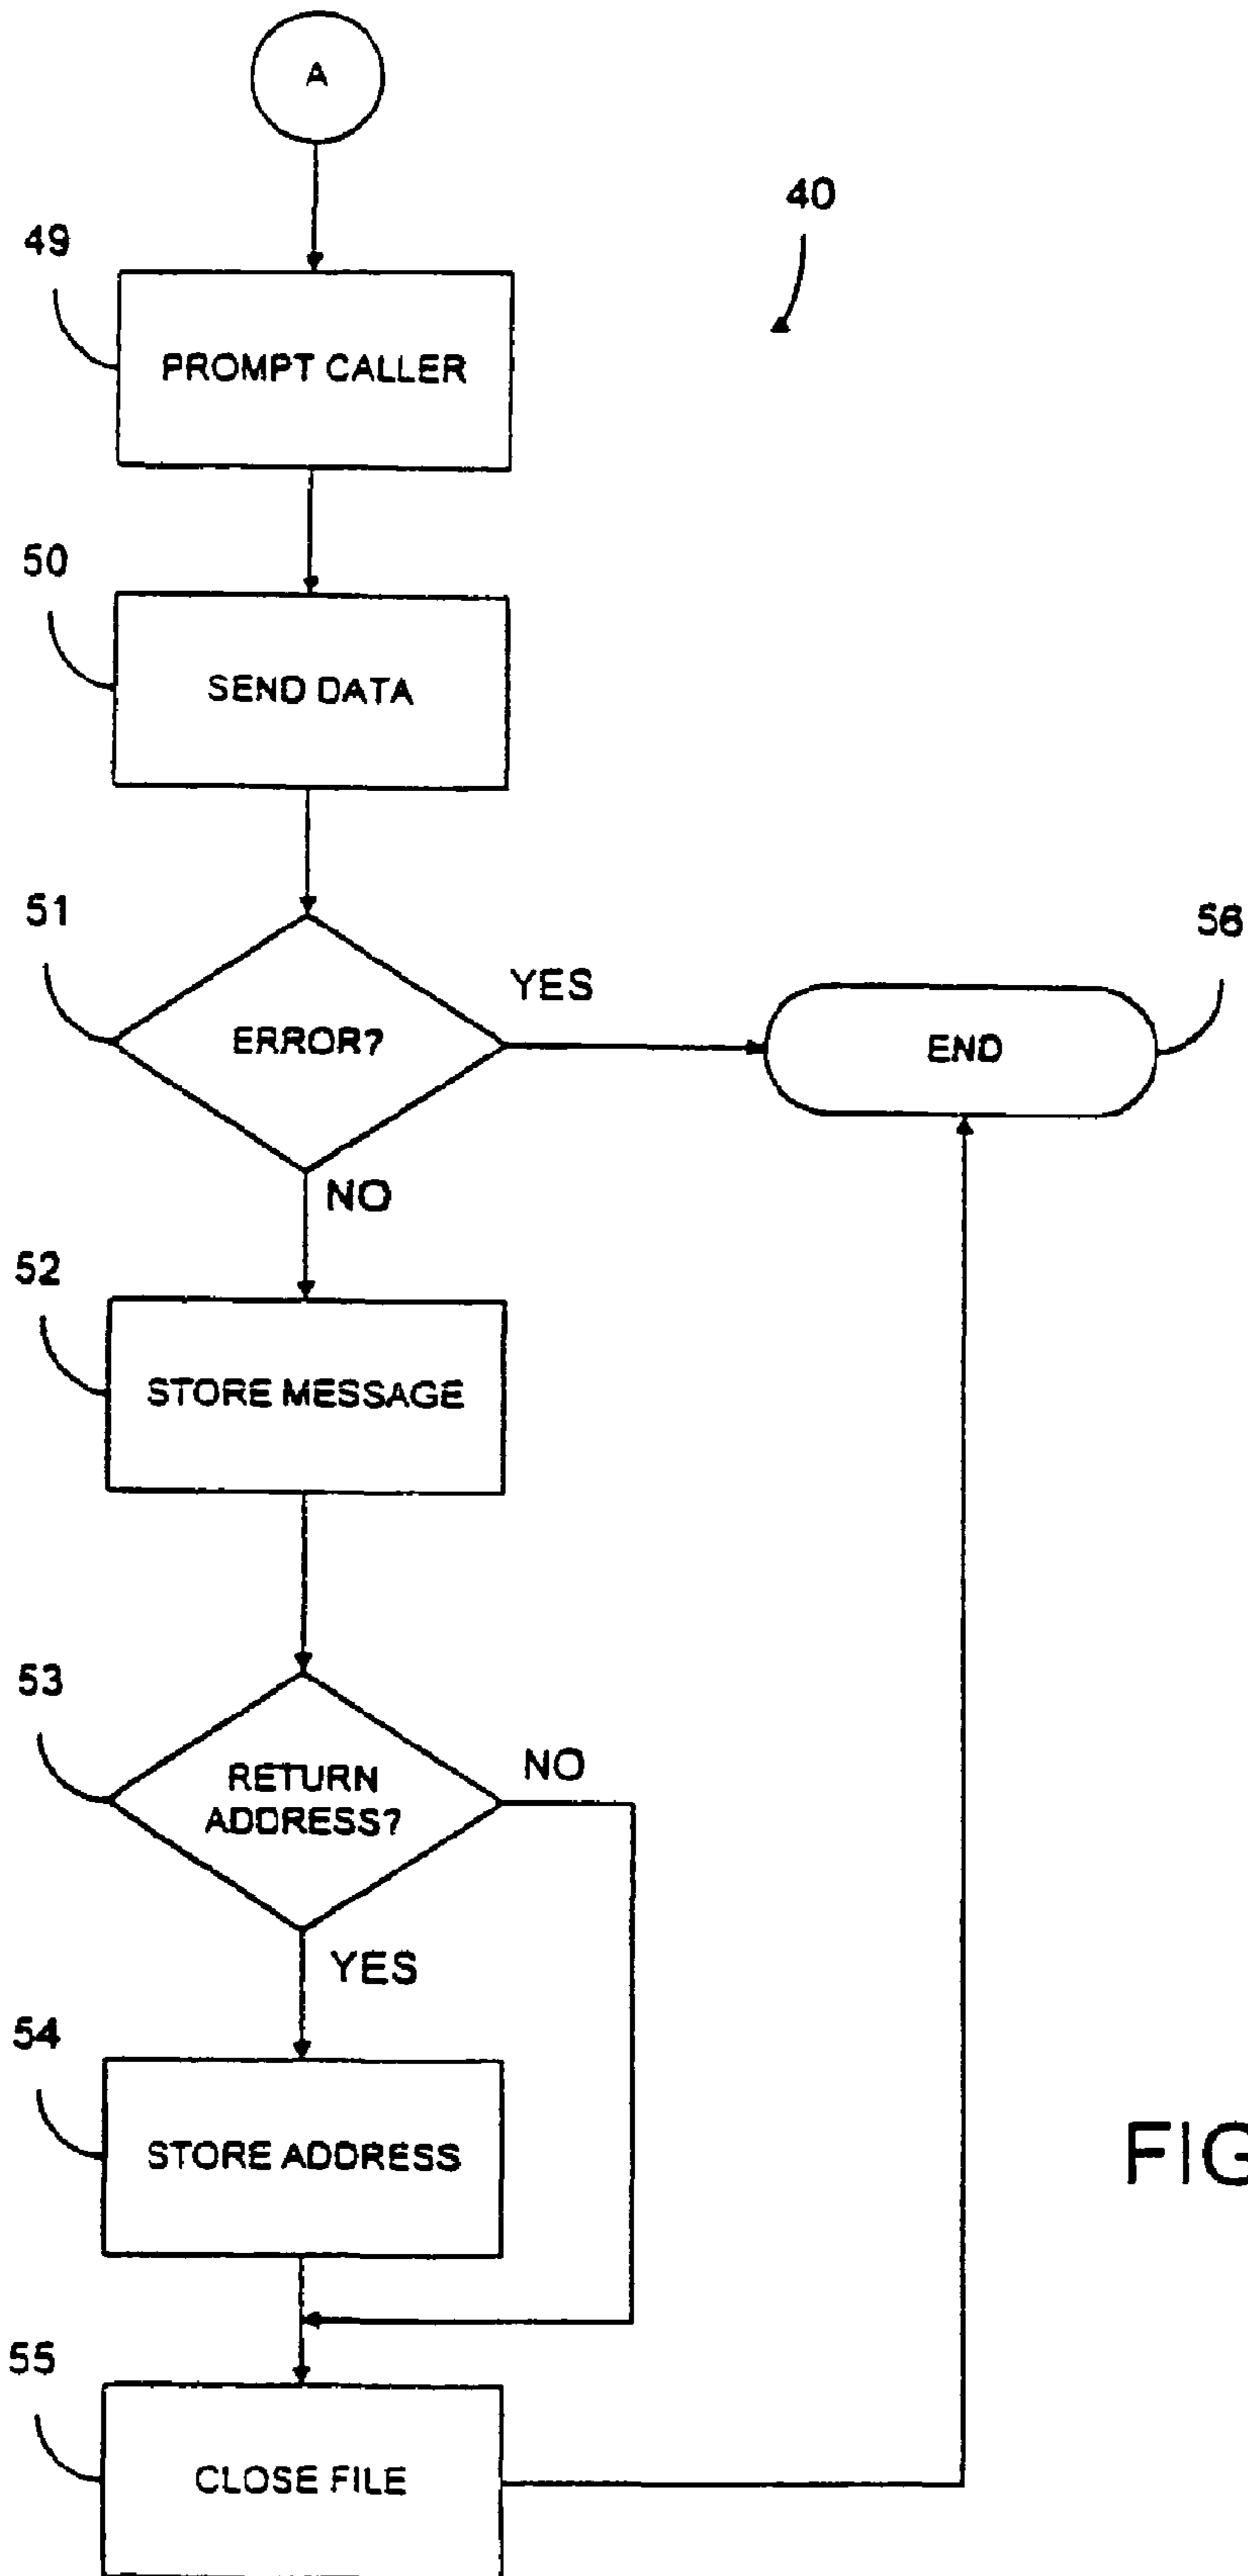 A
40
49
PROMPT CALLER
50
SEND DATA
51
YES
56
ERROR?
END
NO
52
STORE MESSAGE
53
NO
RETURN
ADDRESS?
YES
54
STORE ADDRESS
FIG
55
CLOSE FILE